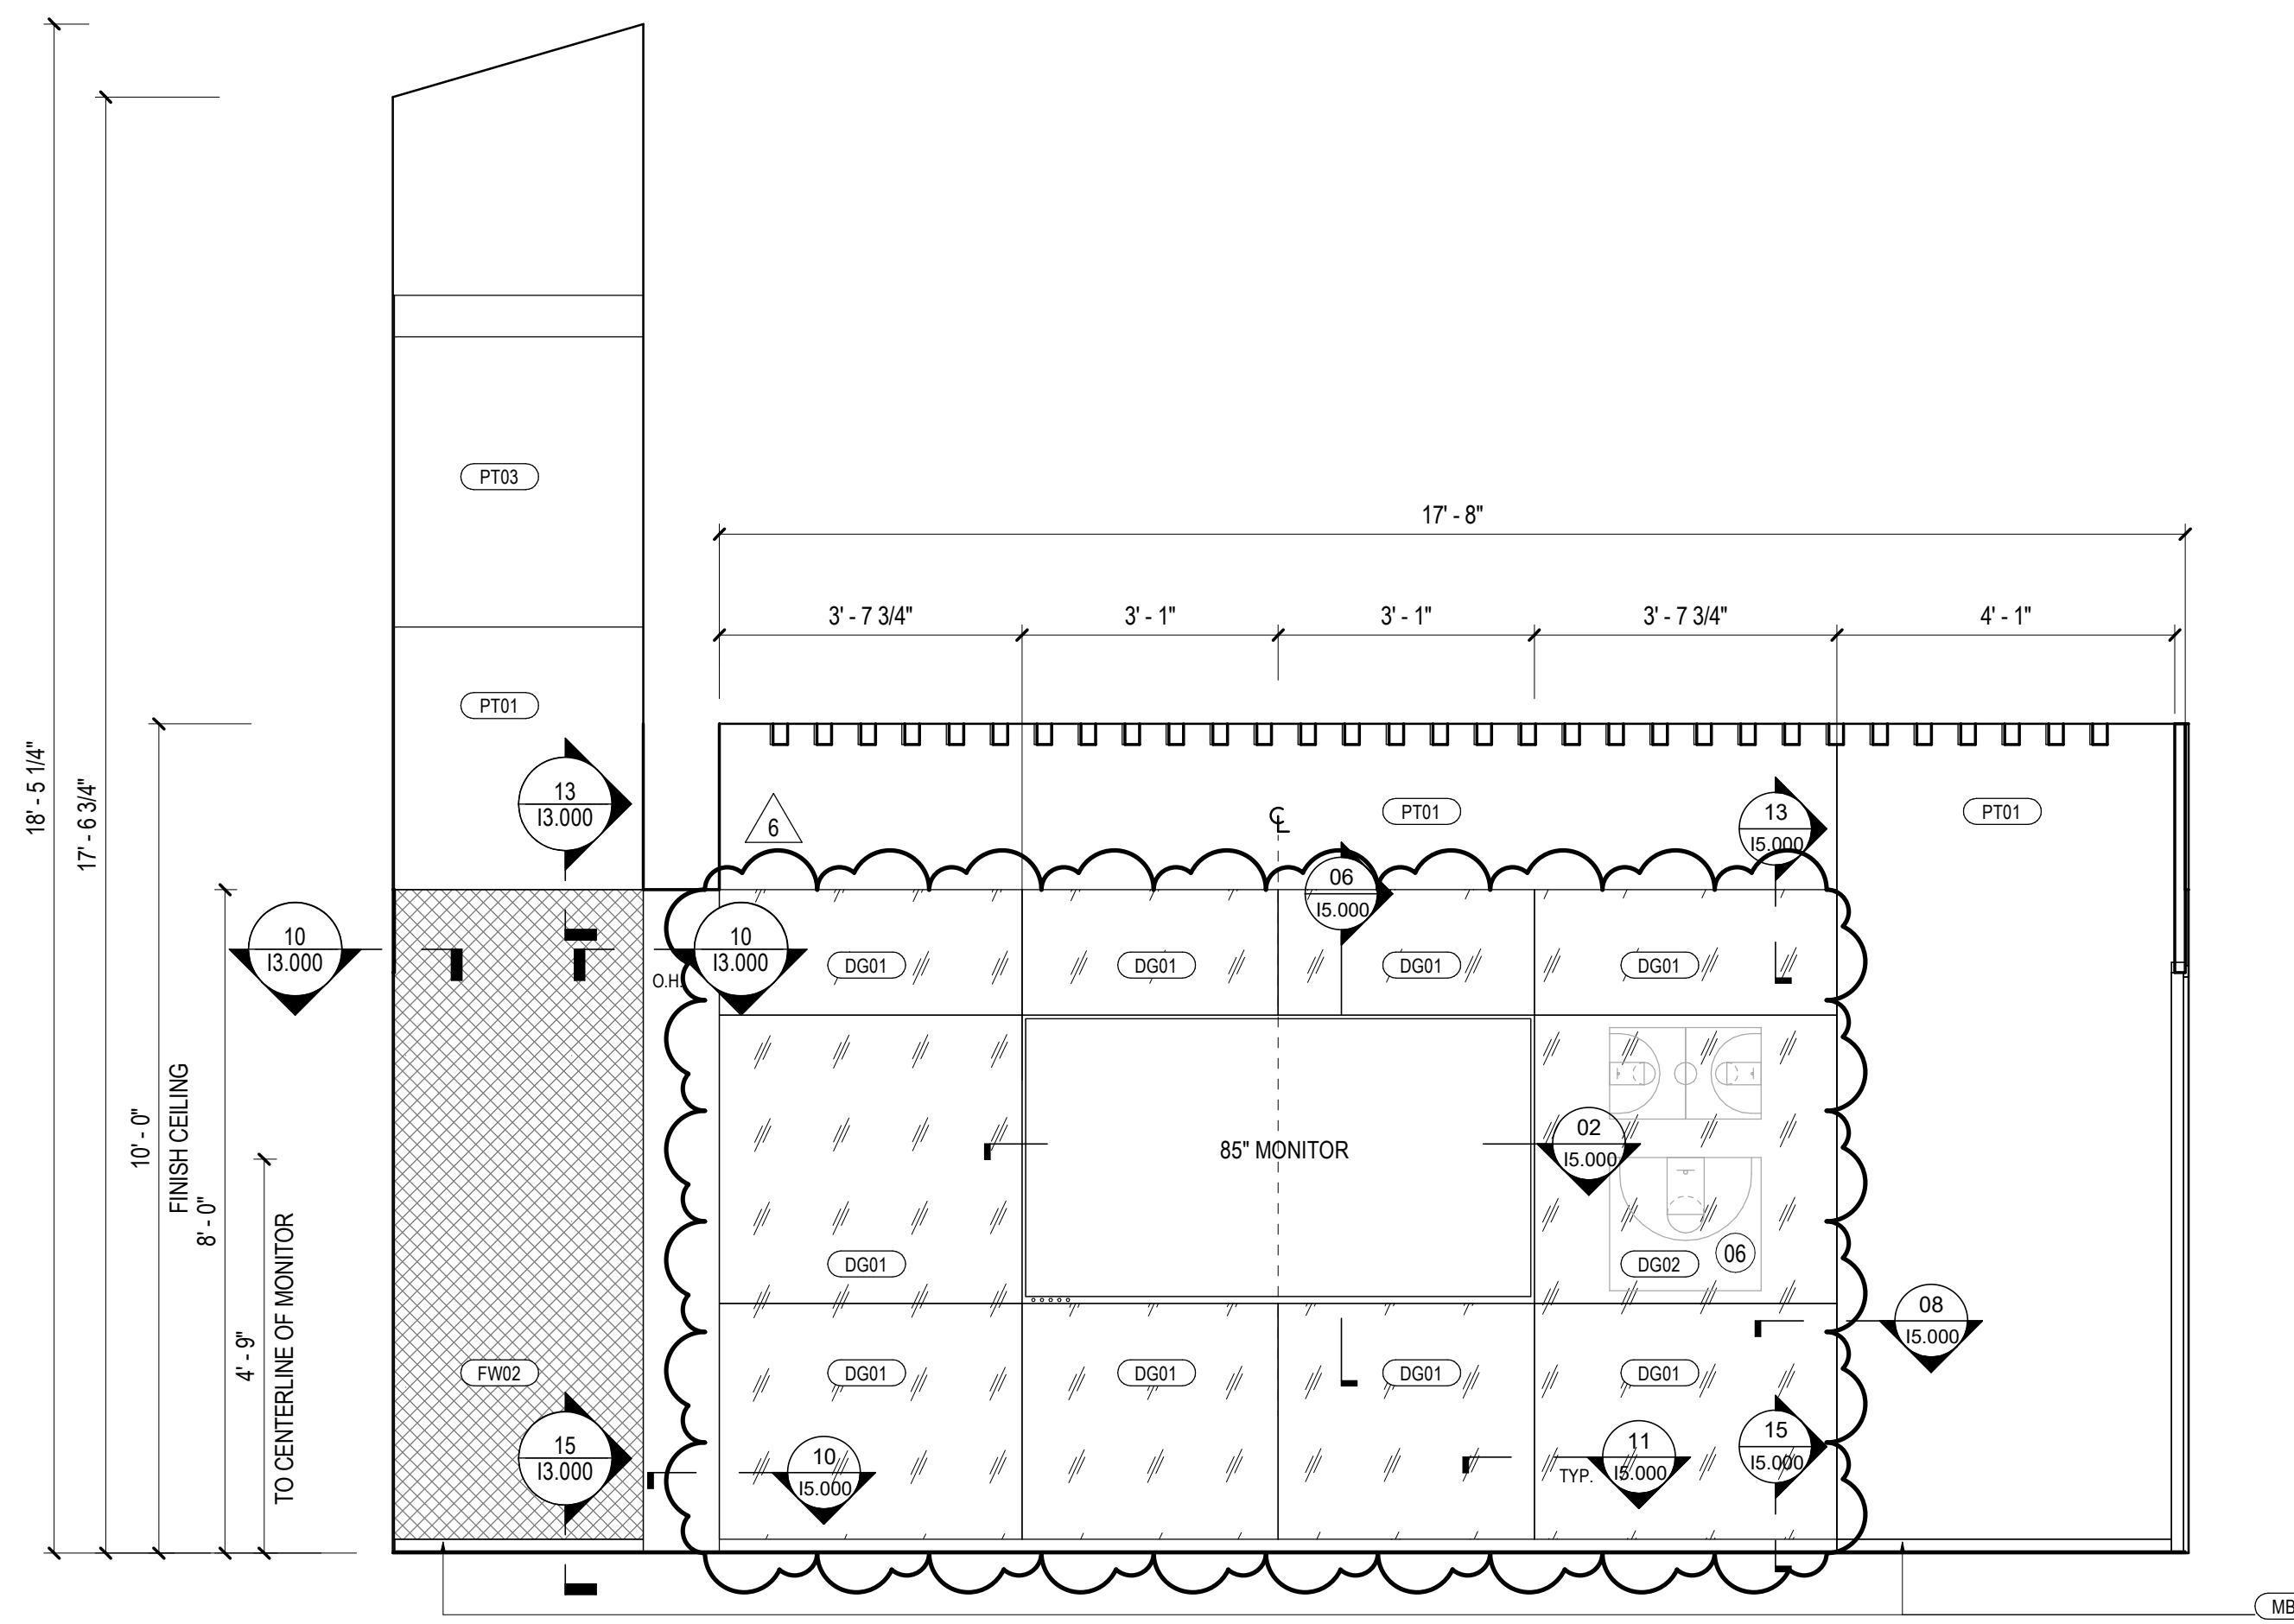 17' - 8"
3' - 7 3/4"
3' - 1"
3' - 1"
3' - 7 3/4"
4' - 1"
18' - 5 1/4"
17' - 6 3/4"
10' - 0"
FINISH CEILING
8' - 0"
4' - 9"
TO CENTERLINE OF MONITOR
PT03
PT01
13
I3.000
6
℄
PT01
13
I5.000
PT01
06
I5.000
10
I3.000
O.H.
10
I3.000
DG01
DG01
DG01
DG01
85" MONITOR
02
I5.000
DG01
DG02
06
08
I5.000
FW02
DG01
DG01
DG01
DG01
15
I3.000
10
I5.000
TYP.
11
I5.000
15
I5.000
MB